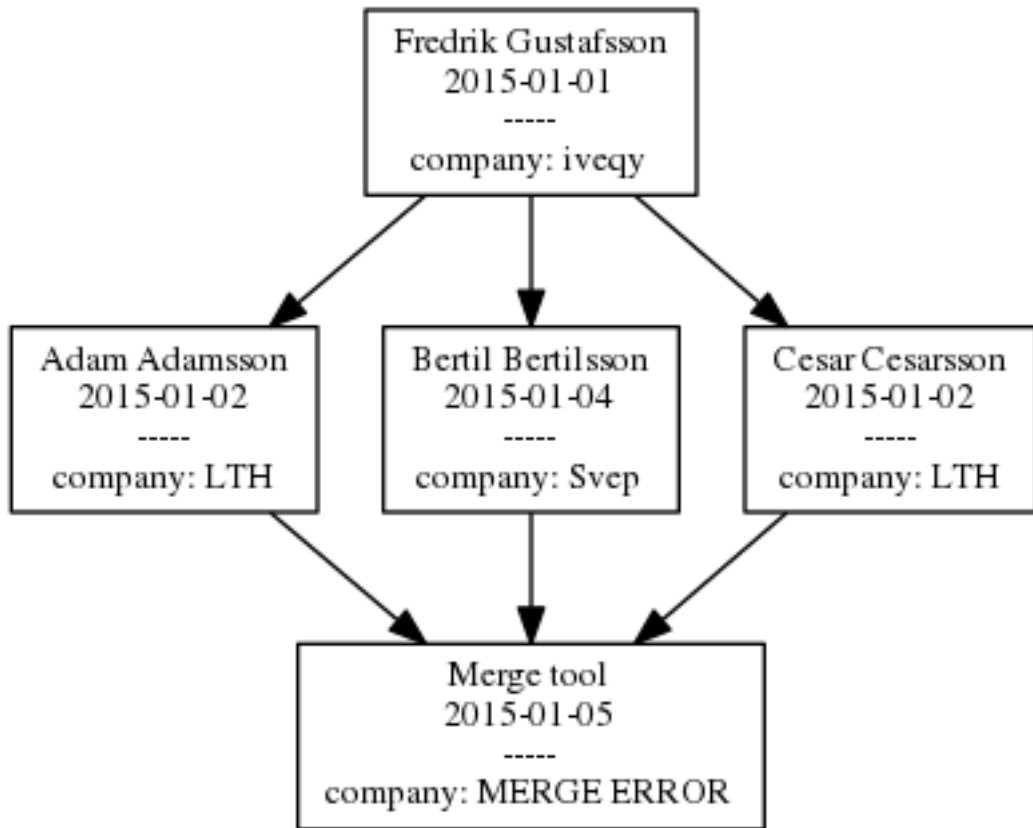 Fredrik Gustafsson
2015-01-01
-----
company: iveqy
Adam Adamsson
2015-01-02
-----
company: LTH
Bertil Bertilsson
2015-01-04
-----
company: Svep
Cesar Cesarsson
2015-01-02
-----
company: LTH
Merge tool
2015-01-05
-----
company: MERGE ERROR